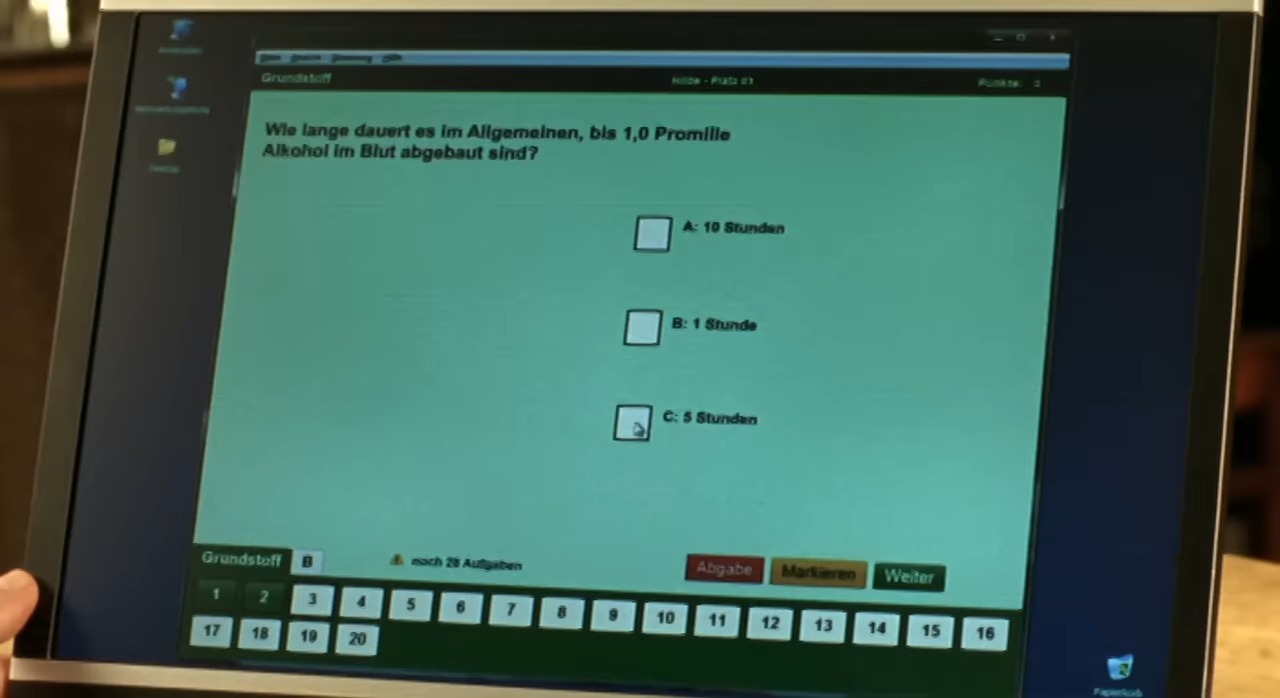 Grundstoff
Wie lange dauert es im Allgemeinen, bis 1,0 Promille
Alkohol im Blut abgebaut sind?
A: 10 Stunden
B: 1 Stunde
C: 5 Stunden
Grundstoff B noch 28 Aufgaben Abgabe Markieren Weiter
1 2 3 4 5 6 7 8 9 10 11 12 13 14 15 16
17 18 19 20
Papierkorb